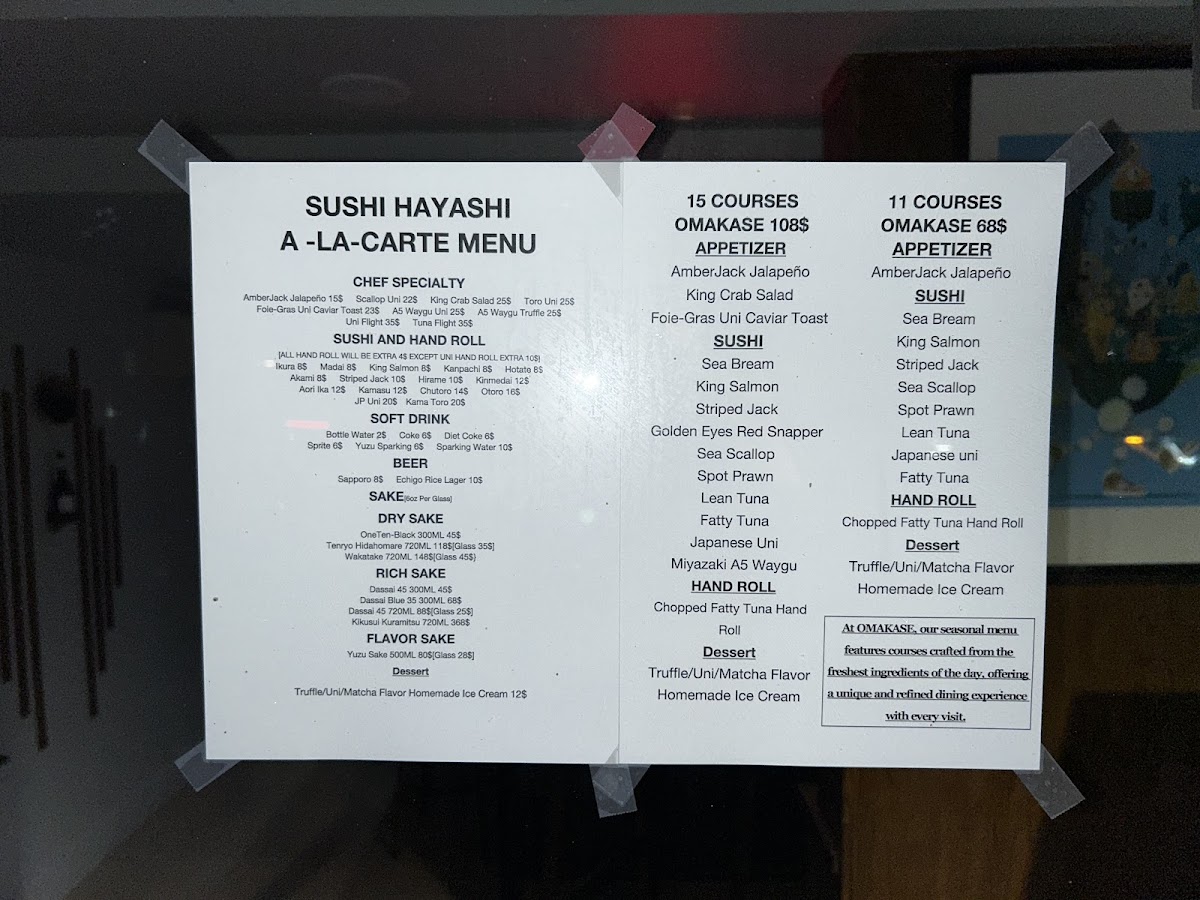 SUSHI HAYASHI
A -LA-CARTE MENU
CHEF SPECIALTY
AmberJack Jalapeño 15$ Scallop Uni 22$ King Crab Salad 25$ Toro Uni 25$
Foie-Gras Uni Caviar Toast 23$ A5 Waygu Uni 25$ A5 Waygu Truffle 25$
Uni Flight 35$ Tuna Flight 35$
SUSHI AND HAND ROLL
[ALL HAND ROLL WILL BE EXTRA 4$ EXCEPT UNI HAND ROLL EXTRA 10$]
Ikura 8$ Madai 8$ King Salmon 8$ Kanpachi 8$ Hotate 8$
Akami 8$ Striped Jack 10$ Hirame 10$ Kinmedai 12$
Aori Ika 12$ Kamasu 12$ Chutoro 14$ Otoro 16$
JP Uni 20$ Kama Toro 20$
SOFT DRINK
Bottle Water 2$ Coke 6$ Diet Coke 6$
Sprite 6$ Yuzu Sparking 6$ Sparking Water 10$
BEER
Sapporo 8$ Echigo Rice Lager 10$
SAKE[6oz Per Glass]
DRY SAKE
OneTen-Black 300ML 45$
Tenryo Hidahomare 720ML 118$[Glass 35$]
Wakatake 720ML 148$[Glass 45$]
RICH SAKE
Dassai 45 300ML 45$
Dassai Blue 35 300ML 68$
Dassai 45 720ML 88$[Glass 25$]
Kikusui Kuramitsu 720ML 368$
FLAVOR SAKE
Yuzu Sake 500ML 80$[Glass 28$]
Dessert
Truffle/Uni/Matcha Flavor Homemade Ice Cream 12$
15 COURSES
OMAKASE 108$
APPETIZER
AmberJack Jalapeño
King Crab Salad
Foie-Gras Uni Caviar Toast
SUSHI
Sea Bream
King Salmon
Striped Jack
Golden Eyes Red Snapper
Sea Scallop
Spot Prawn
Lean Tuna
Fatty Tuna
Japanese Uni
Miyazaki A5 Waygu
HAND ROLL
Chopped Fatty Tuna Hand
Roll
Dessert
Truffle/Uni/Matcha Flavor
Homemade Ice Cream
11 COURSES
OMAKASE 68$
APPETIZER
AmberJack Jalapeño
SUSHI
Sea Bream
King Salmon
Striped Jack
Sea Scallop
Spot Prawn
Lean Tuna
Japanese uni
Fatty Tuna
HAND ROLL
Chopped Fatty Tuna Hand Roll
Dessert
Truffle/Uni/Matcha Flavor
Homemade Ice Cream
At OMAKASE, our seasonal menu
features courses crafted from the
freshest ingredients of the day, offering
a unique and refined dining experience
with every visit.